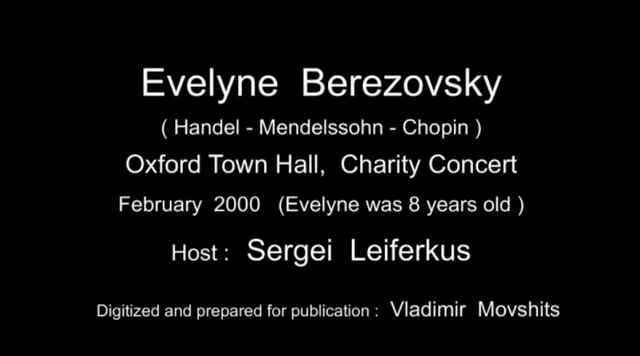 Evelyne Berezovsky
( Handel - Mendelssohn - Chopin )
Oxford Town Hall, Charity Concert
February 2000 (Evelyne was 8 years old )
Host : Sergei Leiferkus
Digitized and prepared for publication : Vladimir Movshits